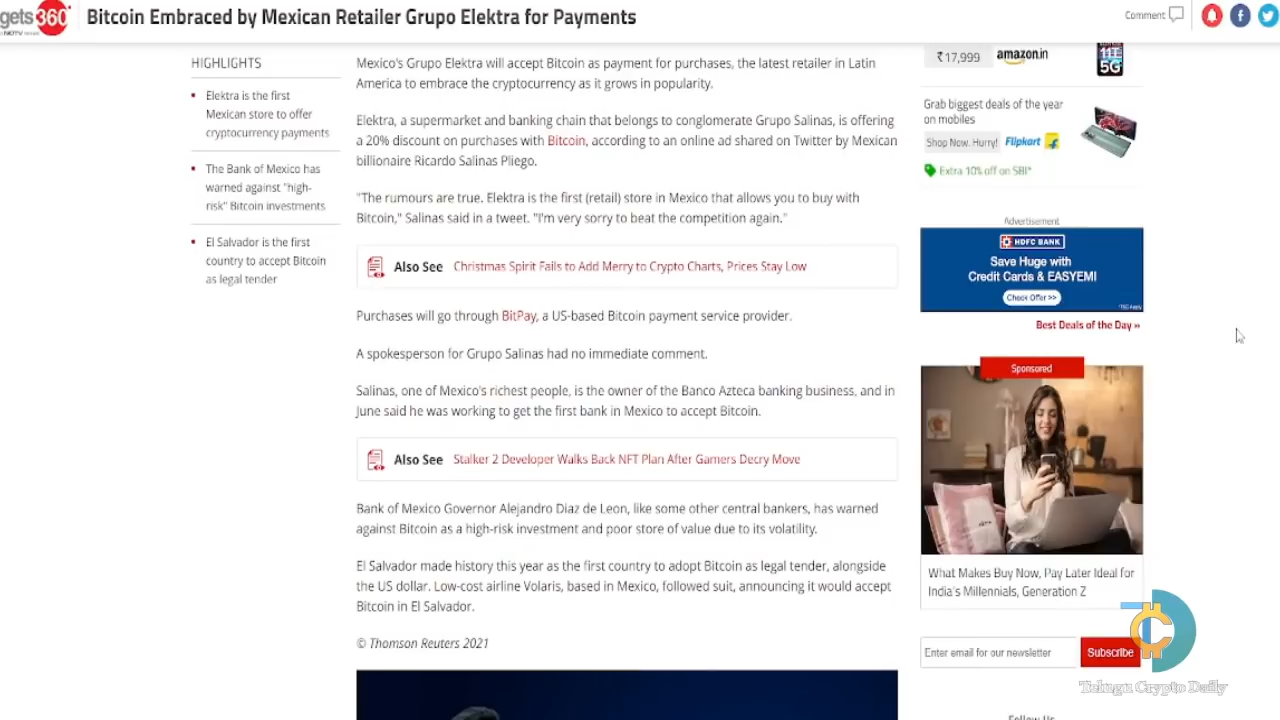 gets 360
Bitcoin Embraced by Mexican Retailer Grupo Elektra for Payments
Comment
HIGHLIGHTS
Elektra is the first
Mexican store to offer
cryptocurrency payments
The Bank of Mexico has
warned against "high-
risk" Bitcoin investments
El Salvador is the first
country to accept Bitcoin
as legal tender
Mexico's Grupo Elektra will accept Bitcoin as payment for purchases, the latest retailer in Latin
America to embrace the cryptocurrency as it grows in popularity.
Elektra, a supermarket and banking chain that belongs to conglomerate Grupo Salinas, is offering
a 20% discount on purchases with Bitcoin, according to an online ad shared on Twitter by Mexican
billionaire Ricardo Salinas Pliego.
"The rumours are true. Elektra is the first (retail) store in Mexico that allows you to buy with
Bitcoin," Salinas said in a tweet. "I'm very sorry to beat the competition again."
Also See Christmas Spirit Fails to Add Merry to Crypto Charts, Prices Stay Low
Purchases will go through BitPay, a US-based Bitcoin payment service provider.
A spokesperson for Grupo Salinas had no immediate comment.
Salinas, one of Mexico's richest people, is the owner of the Banco Azteca banking business, and in
June said he was working to get the first bank in Mexico to accept Bitcoin.
Also See Stalker 2 Developer Walks Back NFT Plan After Gamers Decry Move
Bank of Mexico Governor Alejandro Diaz de Leon, like some other central bankers, has warned
against Bitcoin as a high-risk investment and poor store of value due to its volatility.
El Salvador made history this year as the first country to adopt Bitcoin as legal tender, alongside
the US dollar. Low-cost airline Volaris, based in Mexico, followed suit, announcing it would accept
Bitcoin in El Salvador.
© Thomson Reuters 2021
₹17,999 amazon.in
5G
Grab biggest deals of the year
on mobiles
Shop Now. Hurry! Flipkart
Extra 10% off on SBI*
Advertisement
HDFC BANK
Save Huge with
Credit Cards & EASYEMI
Check Offer >>
Best Deals of the Day »
Sponsored
What Makes Buy Now, Pay Later Ideal for
India's Millennials, Generation Z
Enter email for our newsletter
Subscribe
Telugu Crypto Daily
Follow Us